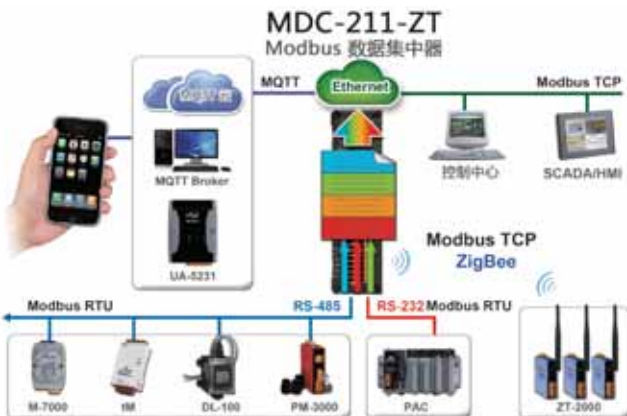 MDC-211-ZT
Modbus 数据集中器
MQTT
Ethernet
Modbus TCP
MQTT Broker
控制中心
SCADA/HMI
UA-5231
Modbus TCP
ZigBee
Modbus RTU
RS-485
RS-232 Modbus RTU
M-7000
tM
DL-100
PM-3000
PAC
ZT-2000